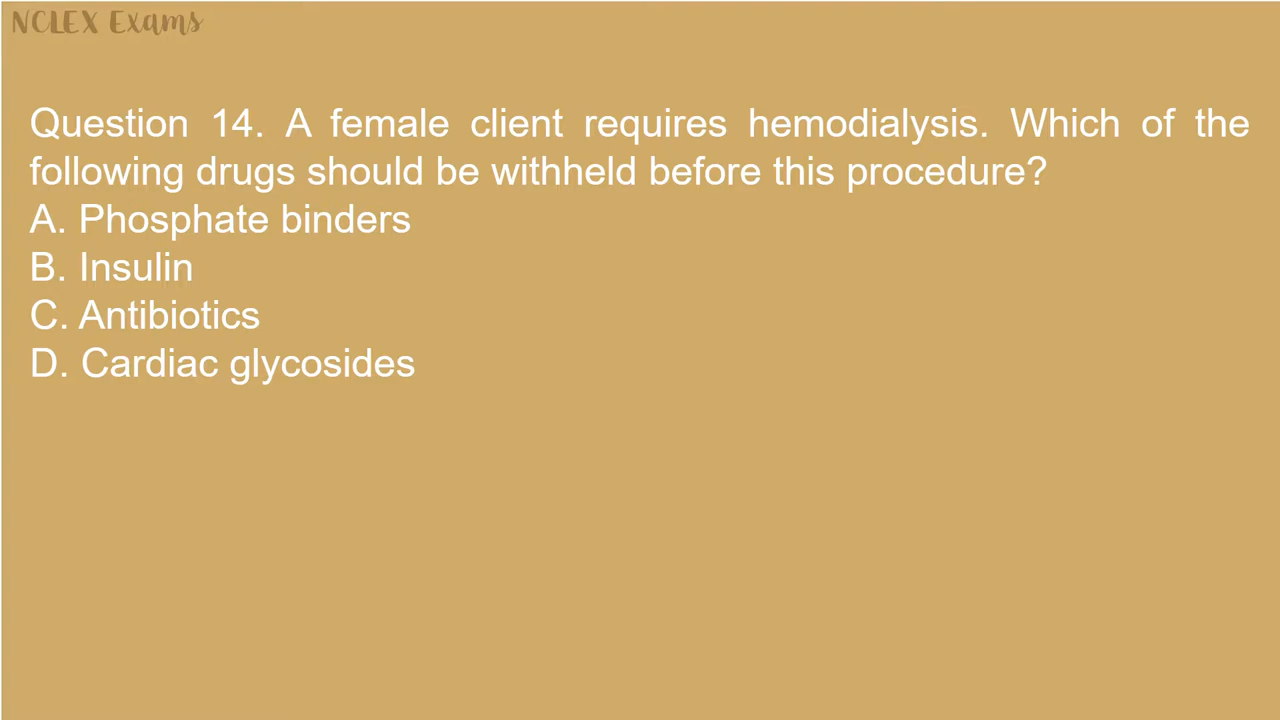 NCLEX Exams
Question 14. A female client requires hemodialysis. Which of the
following drugs should be withheld before this procedure?
A. Phosphate binders
B. Insulin
C. Antibiotics
D. Cardiac glycosides